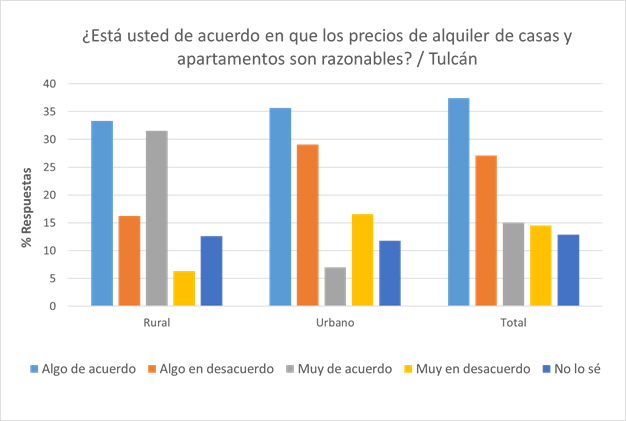 ¿Está usted de acuerdo en que los precios de alquiler de casas y
apartamentos son razonables? / Tulcán
40
35
30
25
20
15
10
5
0
% Respuestas
Rural Urbano Total
Algo de acuerdo Algo en desacuerdo Muy de acuerdo Muy en desacuerdo No lo sé